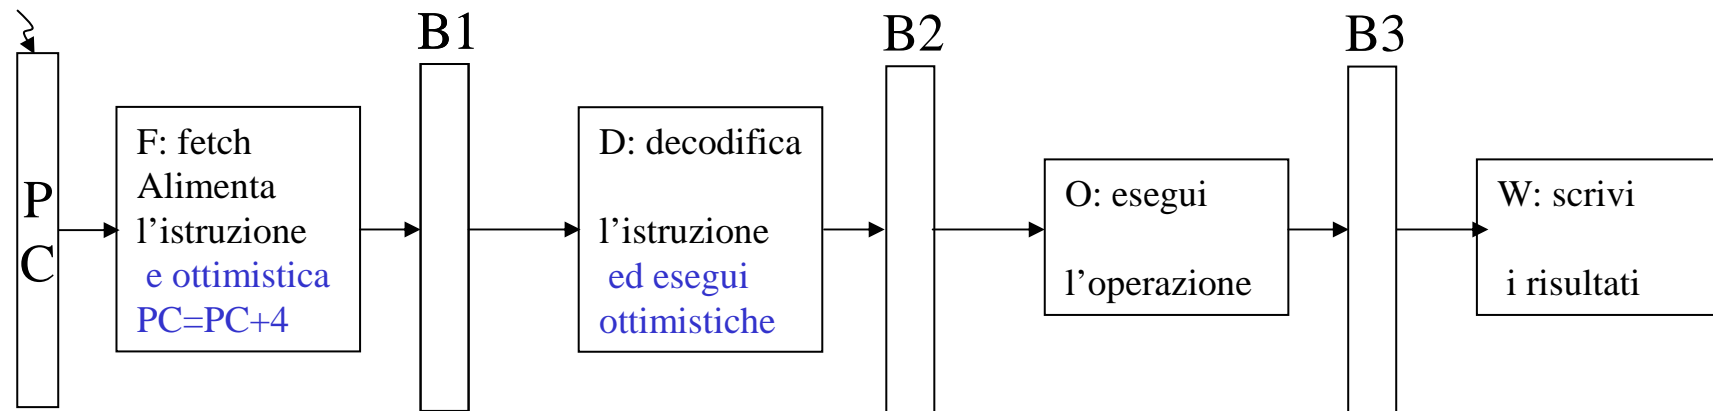 B1
B2
B3
P
C
F: fetch
Alimenta
l’istruzione
e ottimistica
PC=PC+4
D: decodifica
l’istruzione
ed esegui
ottimistiche
O: esegui
l’operazione
W: scrivi
i risultati